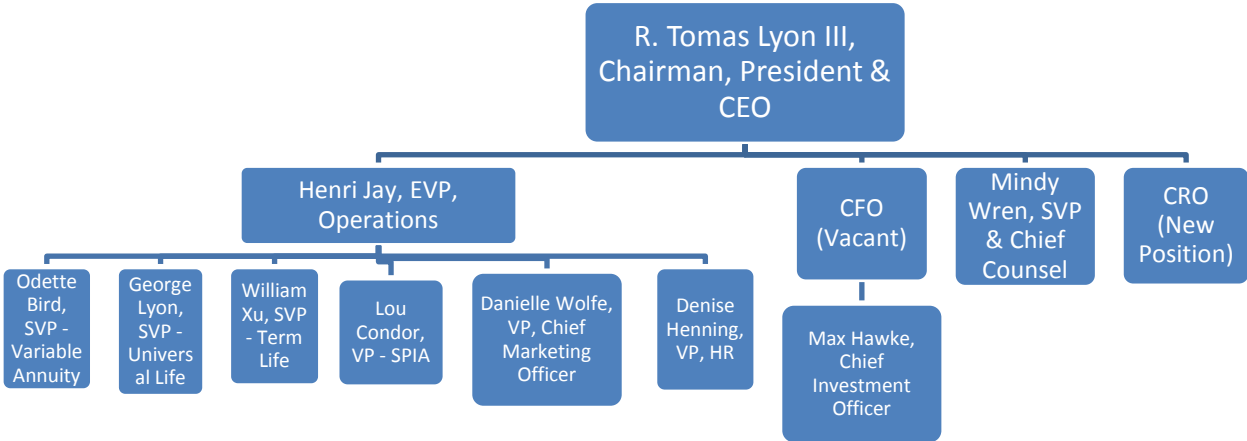 R. Tomas Lyon III,
Chairman, President &
CEO
Henri Jay, EVP,
Operations
CFO
(Vacant)
Mindy
Wren, SVP
& Chief
Counsel
CRO
(New
Position)
Odette
Bird,
SVP -
Variable
Annuity
George
Lyon,
SVP -
Univers
al Life
William
Xu, SVP
- Term
Life
Lou
Condor,
VP - SPIA
Danielle Wolfe,
VP, Chief
Marketing
Officer
Denise
Henning,
VP, HR
Max Hawke,
Chief
Investment
Officer